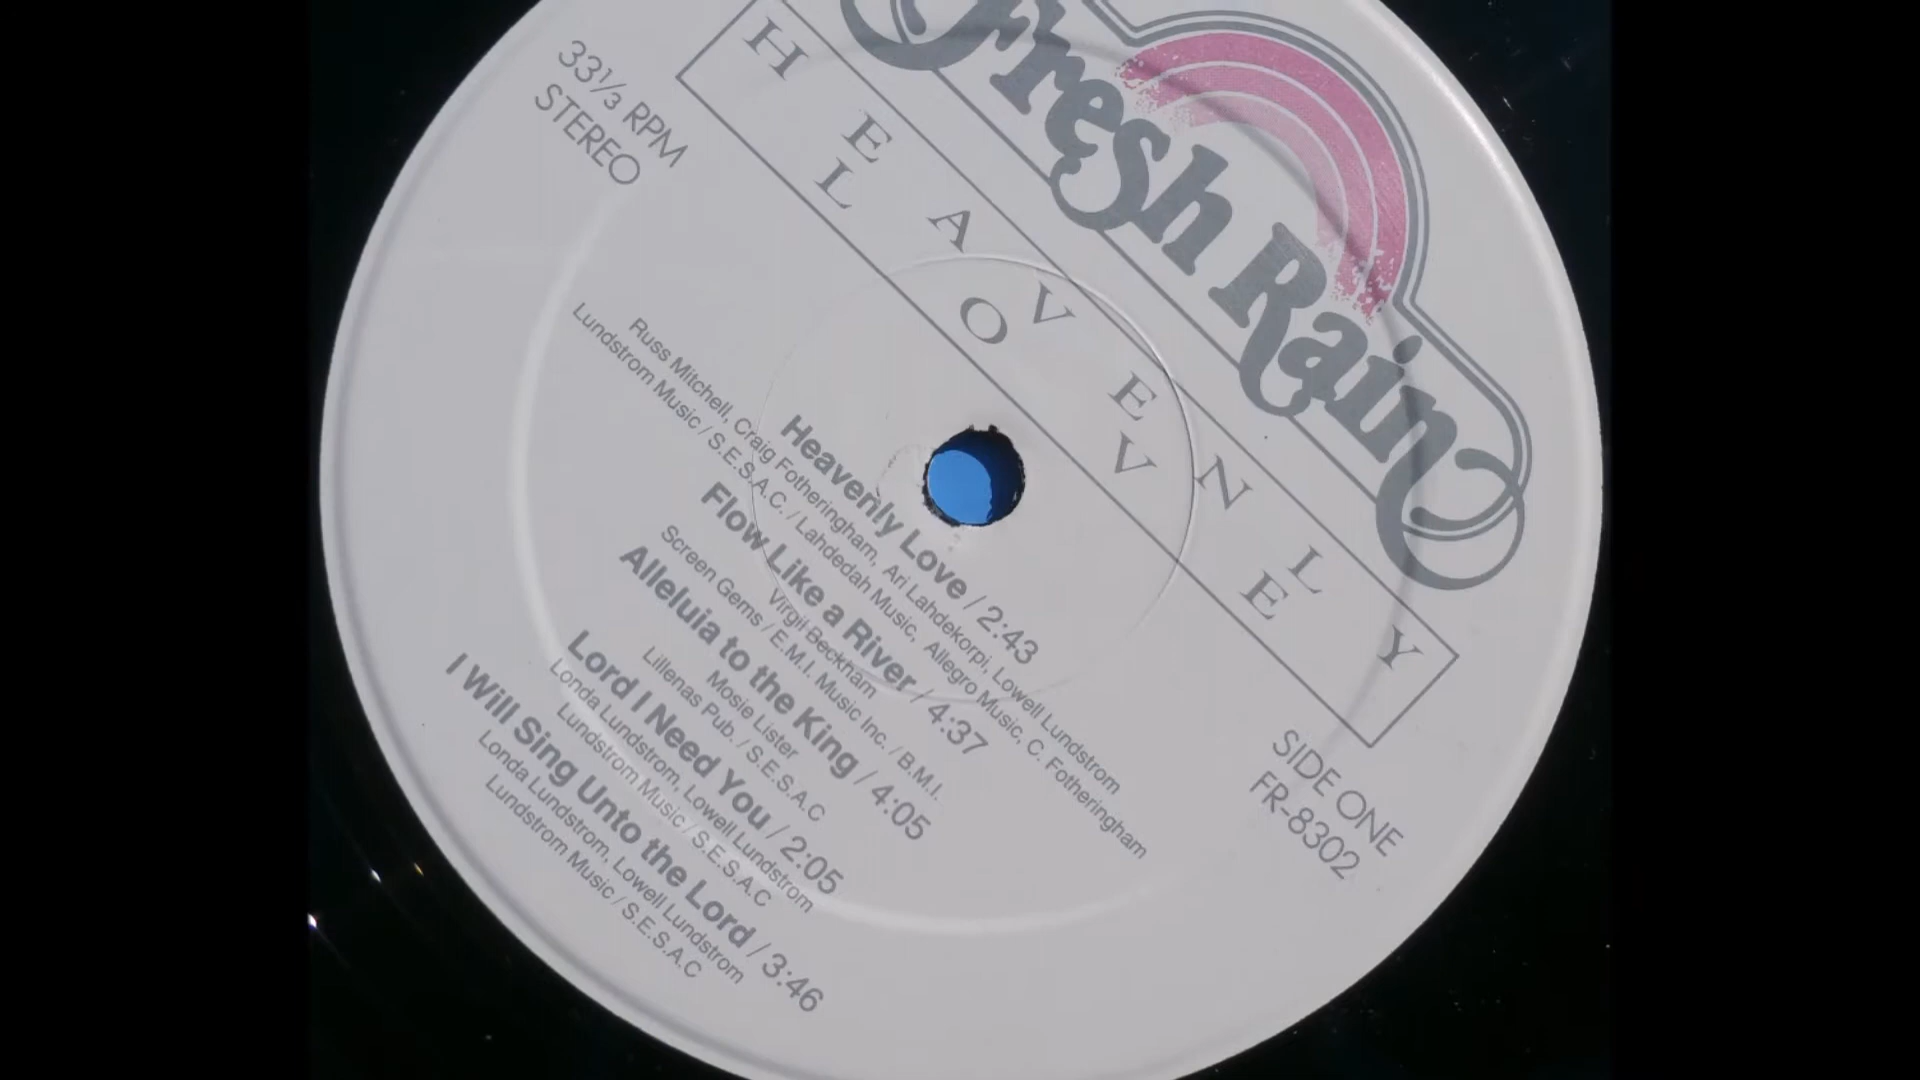 Fresh Rain
HEAVENLY
LOVE
33⅓ RPM
STEREO
SIDE ONE
FR-8302
Heavenly Love / 2:43
Russ Mitchell, Craig Fotheringham, Ari Lahdekorpi, Lowell Lundstrom
Lundstrom Music / S.E.S.A.C. / Lahdedah Music, Allegro Music, C. Fotheringham
Flow Like a River / 4:37
Virgil Beckham
Screen Gems / E.M.I. Music Inc. / B.M.I.
Alleluia to the King / 4:05
Mosie Lister
Lillenas Pub. / S.E.S.A.C
Lord I Need You / 2:05
Londa Lundstrom, Lowell Lundstrom
Lundstrom Music / S.E.S.A.C
I Will Sing Unto the Lord / 3:46
Londa Lundstrom, Lowell Lundstrom
Lundstrom Music / S.E.S.A.C